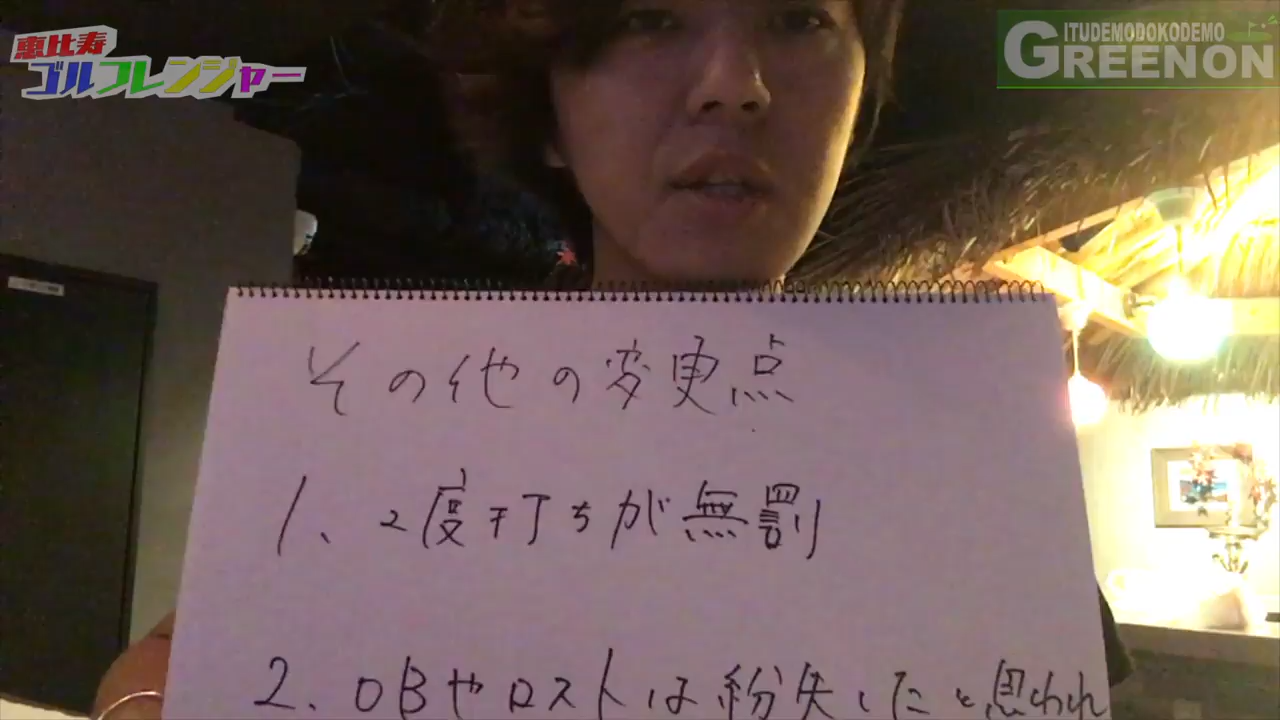 恵比寿
ゴルフレンジャー
ITUDEMODOKODEMO
GREENON
その他の変更点
1、2度打ちが無罰
2、OBやロストは紛失したと思われ